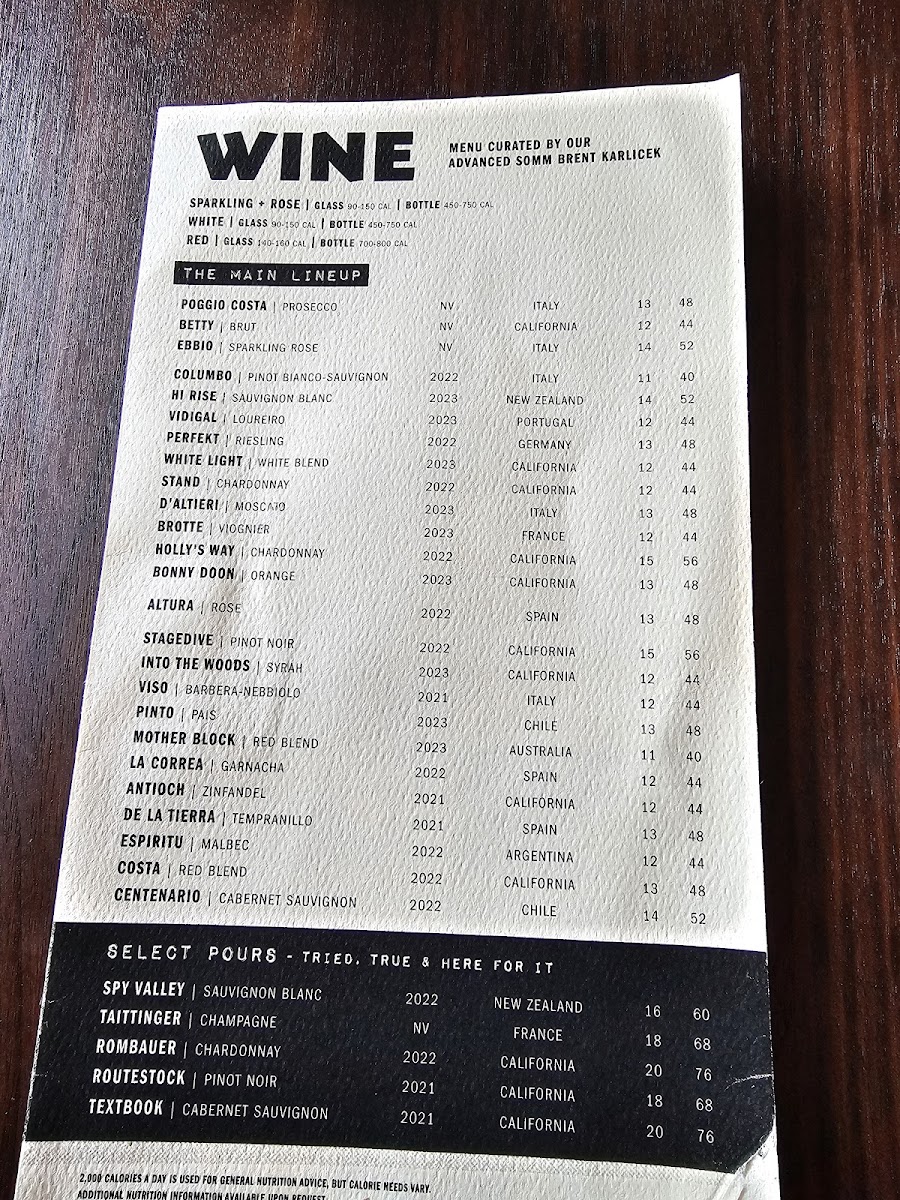 WINE
MENU CURATED BY OUR
ADVANCED SOMM BRENT KARLICEK
SPARKLING + ROSE | GLASS 90-150 CAL | BOTTLE 450-750 CAL
WHITE | GLASS 90-150 CAL | BOTTLE 450-750 CAL
RED | GLASS 140-160 CAL | BOTTLE 700-800 CAL
THE MAIN LINEUP
POGGIO COSTA | PROSECCO NV ITALY 13 48
BETTY | BRUT NV CALIFORNIA 12 44
EBBIO | SPARKLING ROSE NV ITALY 14 52
COLUMBO | PINOT BIANCO-SAUVIGNON 2022 ITALY 11 40
HI RISE | SAUVIGNON BLANC 2023 NEW ZEALAND 14 52
VIDIGAL | LOUREIRO 2023 PORTUGAL 12 44
PERFEKT | RIESLING 2022 GERMANY 13 48
WHITE LIGHT | WHITE BLEND 2023 CALIFORNIA 12 44
STAND | CHARDONNAY 2022 CALIFORNIA 12 44
D'ALTIERI | MOSCATO 2023 ITALY 13 48
BROTTE | VIOGNIER 2023 FRANCE 12 44
HOLLY'S WAY | CHARDONNAY 2022 CALIFORNIA 15 56
BONNY DOON | ORANGE 2023 CALIFORNIA 13 48
ALTURA | ROSE 2022 SPAIN 13 48
STAGEDIVE | PINOT NOIR 2022 CALIFORNIA 15 56
INTO THE WOODS | SYRAH 2023 CALIFORNIA 12 44
VISO | BARBERA-NEBBIOLO 2021 ITALY 12 44
PINTO | PAIS 2023 CHILE 13 48
MOTHER BLOCK | RED BLEND 2023 AUSTRALIA 11 40
LA CORREA | GARNACHA 2022 SPAIN 12 44
ANTIOCH | ZINFANDEL 2021 CALIFORNIA 12 44
DE LA TIERRA | TEMPRANILLO 2021 SPAIN 13 48
ESPIRITU | MALBEC 2022 ARGENTINA 12 44
COSTA | RED BLEND 2022 CALIFORNIA 13 48
CENTENARIO | CABERNET SAUVIGNON 2022 CHILE 14 52
SELECT POURS - TRIED, TRUE & HERE FOR IT
SPY VALLEY | SAUVIGNON BLANC 2022 NEW ZEALAND 16 60
TAITTINGER | CHAMPAGNE NV FRANCE 18 68
ROMBAUER | CHARDONNAY 2022 CALIFORNIA 20 76
ROUTESTOCK | PINOT NOIR 2021 CALIFORNIA 18 68
TEXTBOOK | CABERNET SAUVIGNON 2021 CALIFORNIA 20 76
2,000 CALORIES A DAY IS USED FOR GENERAL NUTRITION ADVICE, BUT CALORIE NEEDS VARY.
ADDITIONAL NUTRITION INFORMATION AVAILABLE UPON REQUEST.